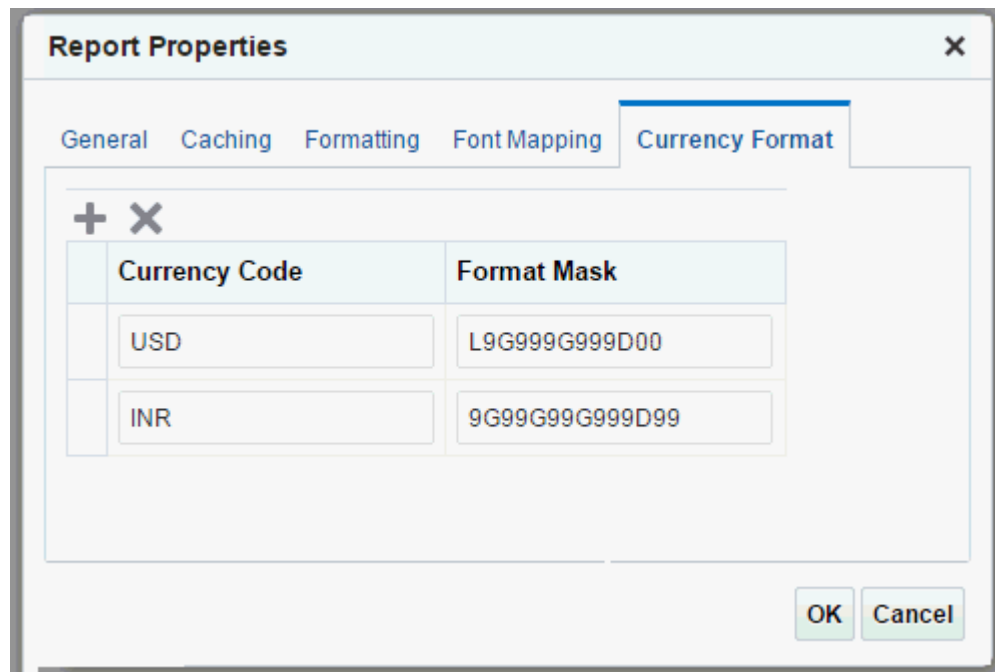 Report Properties
General Caching Formatting Font Mapping Currency Format
Currency Code Format Mask
USD L9G999G999D00
INR 9G99G99G999D99
OK Cancel